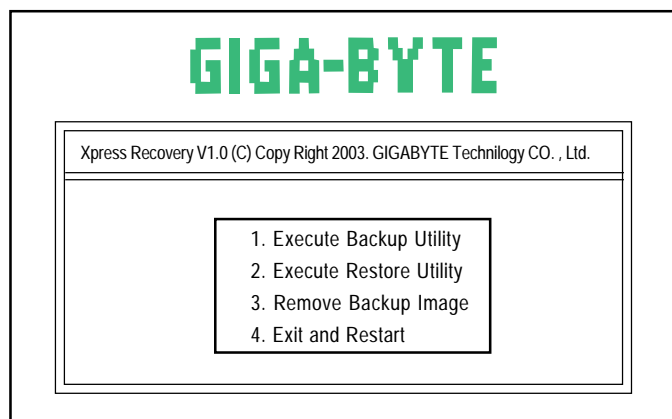 GIGA-BYTE
Xpress Recovery V1.0 (C) Copy Right 2003. GIGABYTE Technilogy CO. , Ltd.
1. Execute Backup Utility
2. Execute Restore Utility
3. Remove Backup Image
4. Exit and Restart